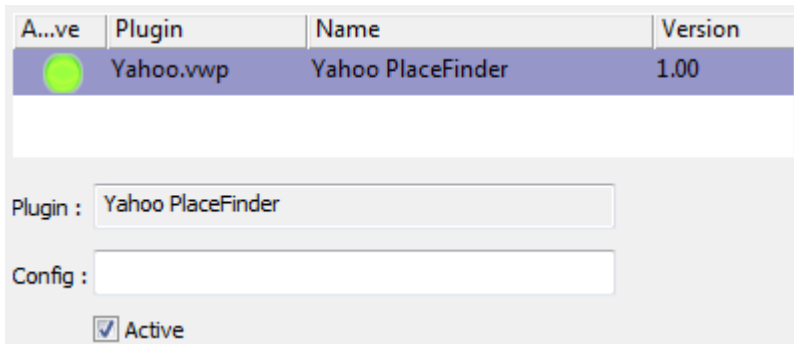 A...ve Plugin Name Version
Yahoo.vwp Yahoo PlaceFinder 1.00
Plugin : Yahoo PlaceFinder
Config :
Active